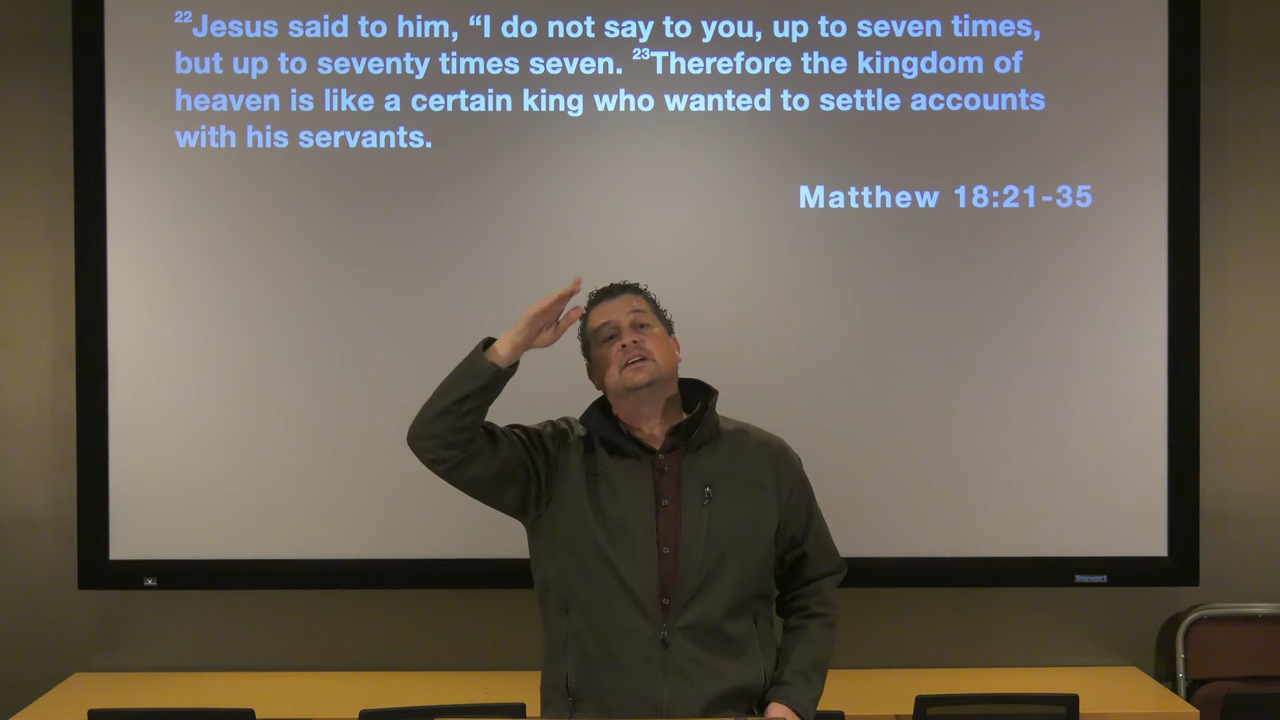 22Jesus said to him, “I do not say to you, up to seven times,
but up to seventy times seven. 23Therefore the kingdom of
heaven is like a certain king who wanted to settle accounts
with his servants.
Matthew 18:21-35
Stewart